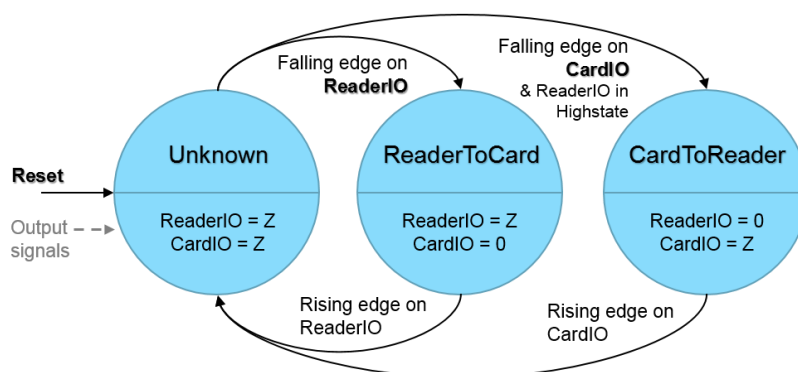 Falling edge on
ReaderIO
Falling edge on
CardIO
& ReaderIO in
Highstate
Unknown
ReaderToCard
CardToReader
Reset
Output
signals
ReaderIO = Z
CardIO = Z
ReaderIO = Z
CardIO = 0
ReaderIO = 0
CardIO = Z
Rising edge on
ReaderIO
Rising edge on
CardIO